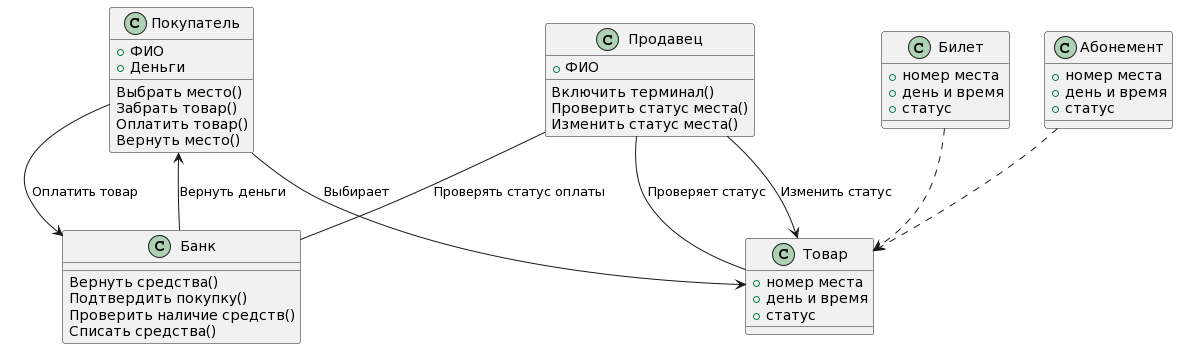 C Покупатель
ФИО
Деньги
Выбрать место()
Забрать товар()
Оплатить товар()
Вернуть место()
C Продавец
ФИО
Включить терминал()
Проверить статус места()
Изменить статус места()
C Билет
номер места
день и время
статус
C Абонемент
номер места
день и время
статус
Оплатить товар
Вернуть деньги
Выбирает
Проверять статус оплаты
Проверяет статус
Изменить статус
C Банк
Вернуть средства()
Подтвердить покупку()
Проверить наличие средств()
Списать средства()
C Товар
номер места
день и время
статус